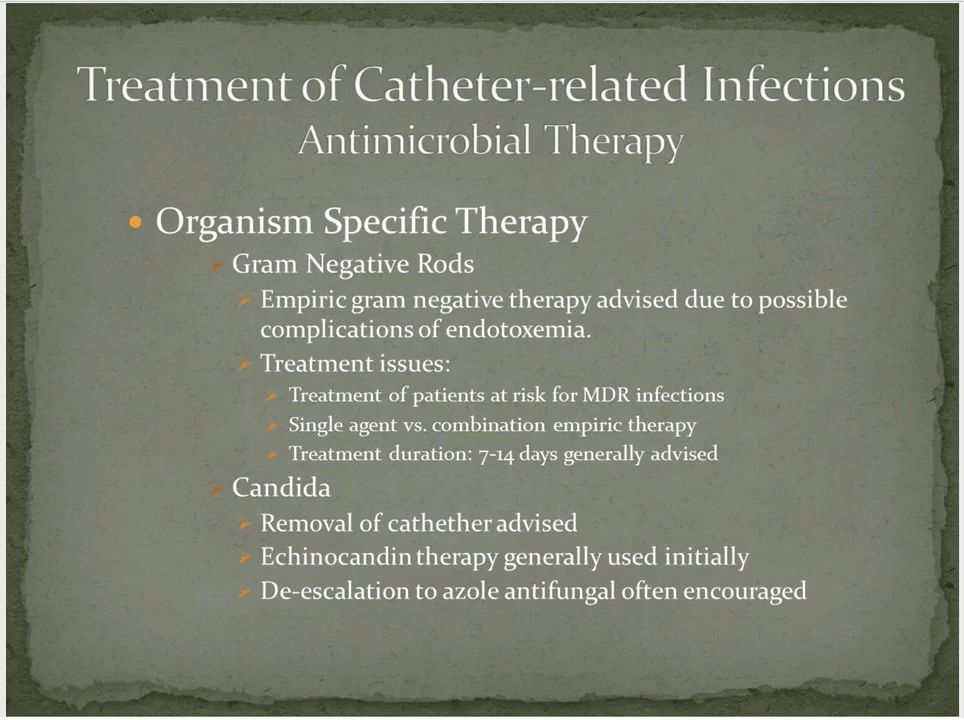 Treatment of Catheter-related Infections
Antimicrobial Therapy
Organism Specific Therapy
Gram Negative Rods
Empiric gram negative therapy advised due to possible
complications of endotoxemia.
Treatment issues:
Treatment of patients at risk for MDR infections
Single agent vs. combination empiric therapy
Treatment duration: 7-14 days generally advised
Candida
Removal of cathether advised
Echinocandin therapy generally used initially
De-escalation to azole antifungal often encouraged